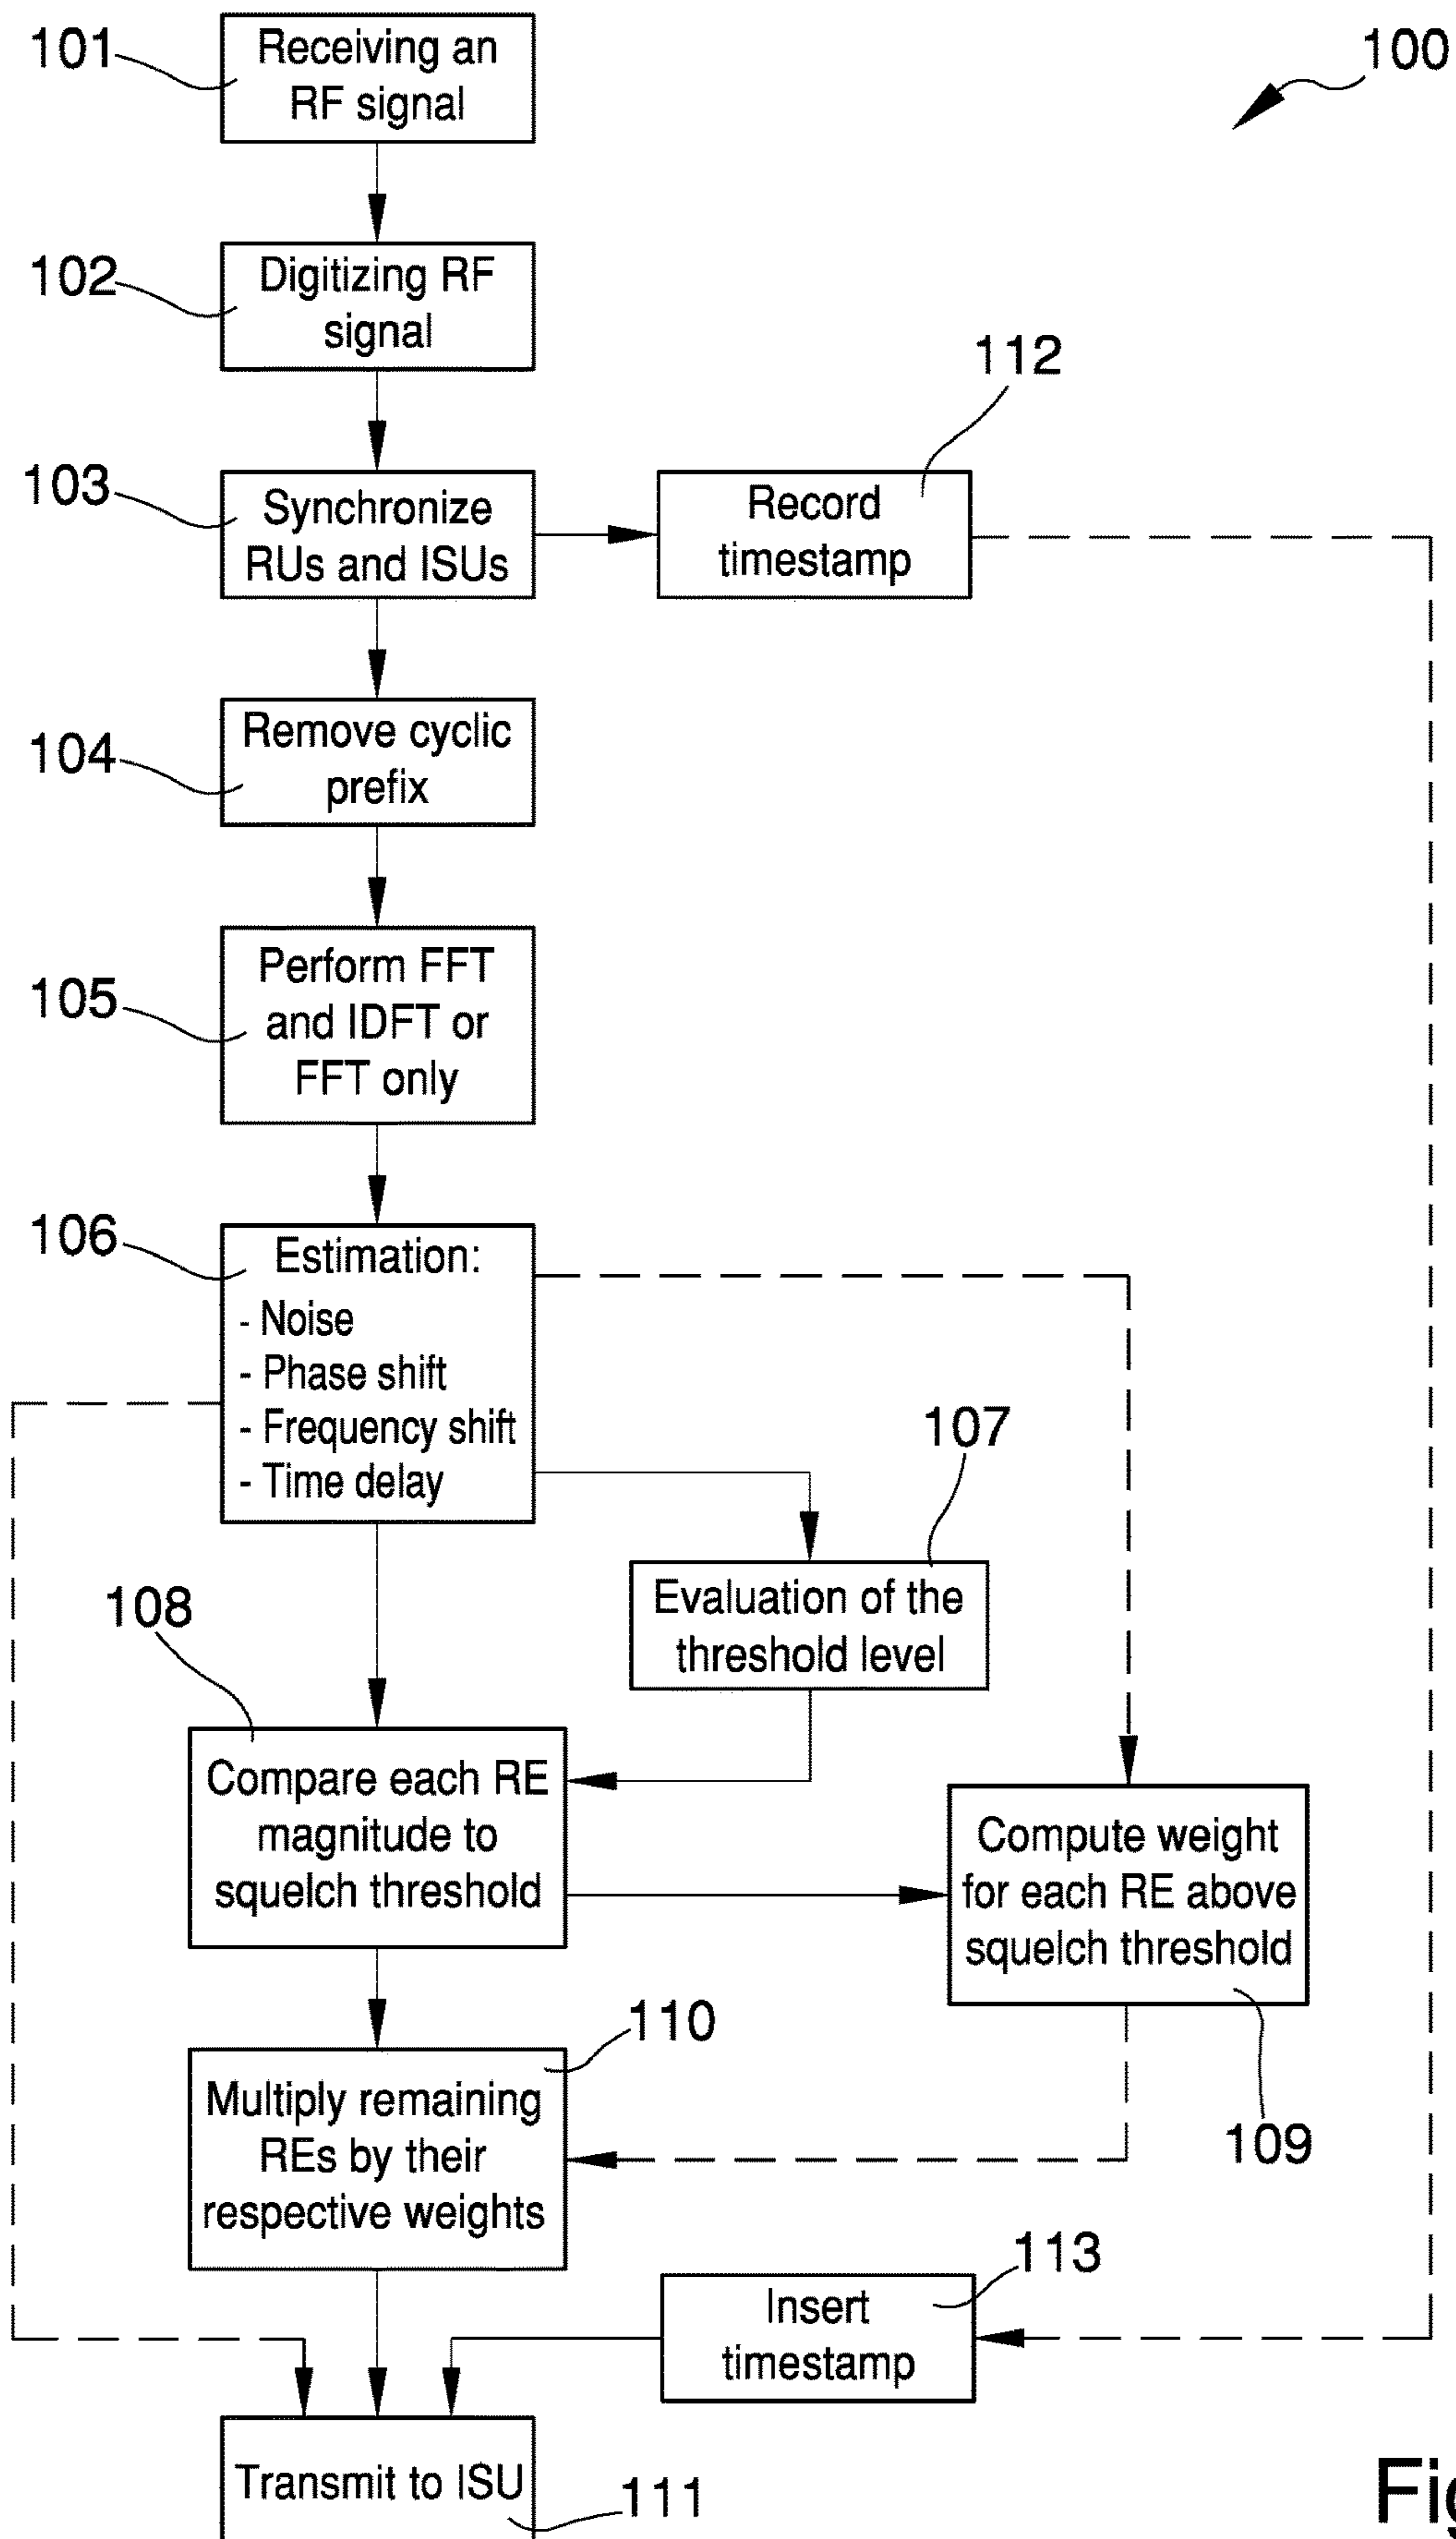 101
Receiving an
RF signal
100
102
Digitizing RF
signal
112
103
Synchronize
RUs and ISUs
Record
timestamp
104
Remove cyclic
prefix
105
Perform FFT
and IDFT or
FFT only
106
Estimation:
- Noise
- Phase shift
- Frequency shift
- Time delay
107
Evaluation of the
threshold level
108
Compare each RE
magnitude to
squelch threshold
Compute weight
for each RE above
squelch threshold
109
110
Multiply remaining
REs by their
respective weights
113
Insert
timestamp
Transmit to ISU
111